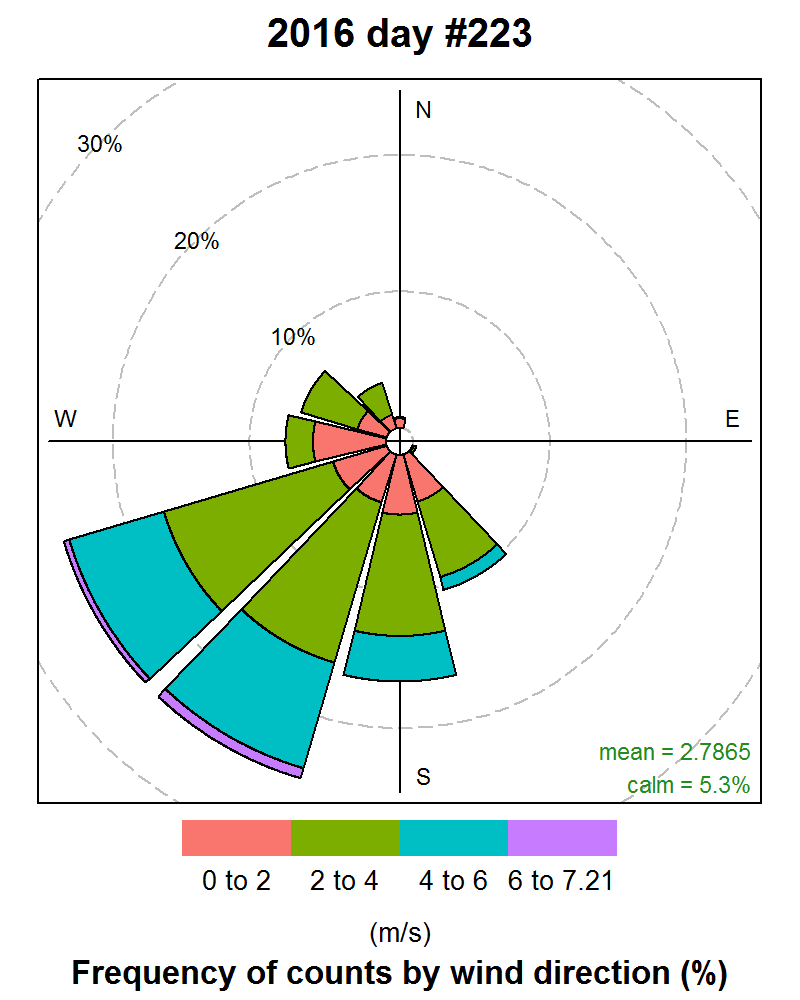 2016 day #223
N
30%
20%
10%
W
E
S
mean = 2.7865
calm = 5.3%
0 to 2 2 to 4 4 to 6 6 to 7.21
(m/s)
Frequency of counts by wind direction (%)